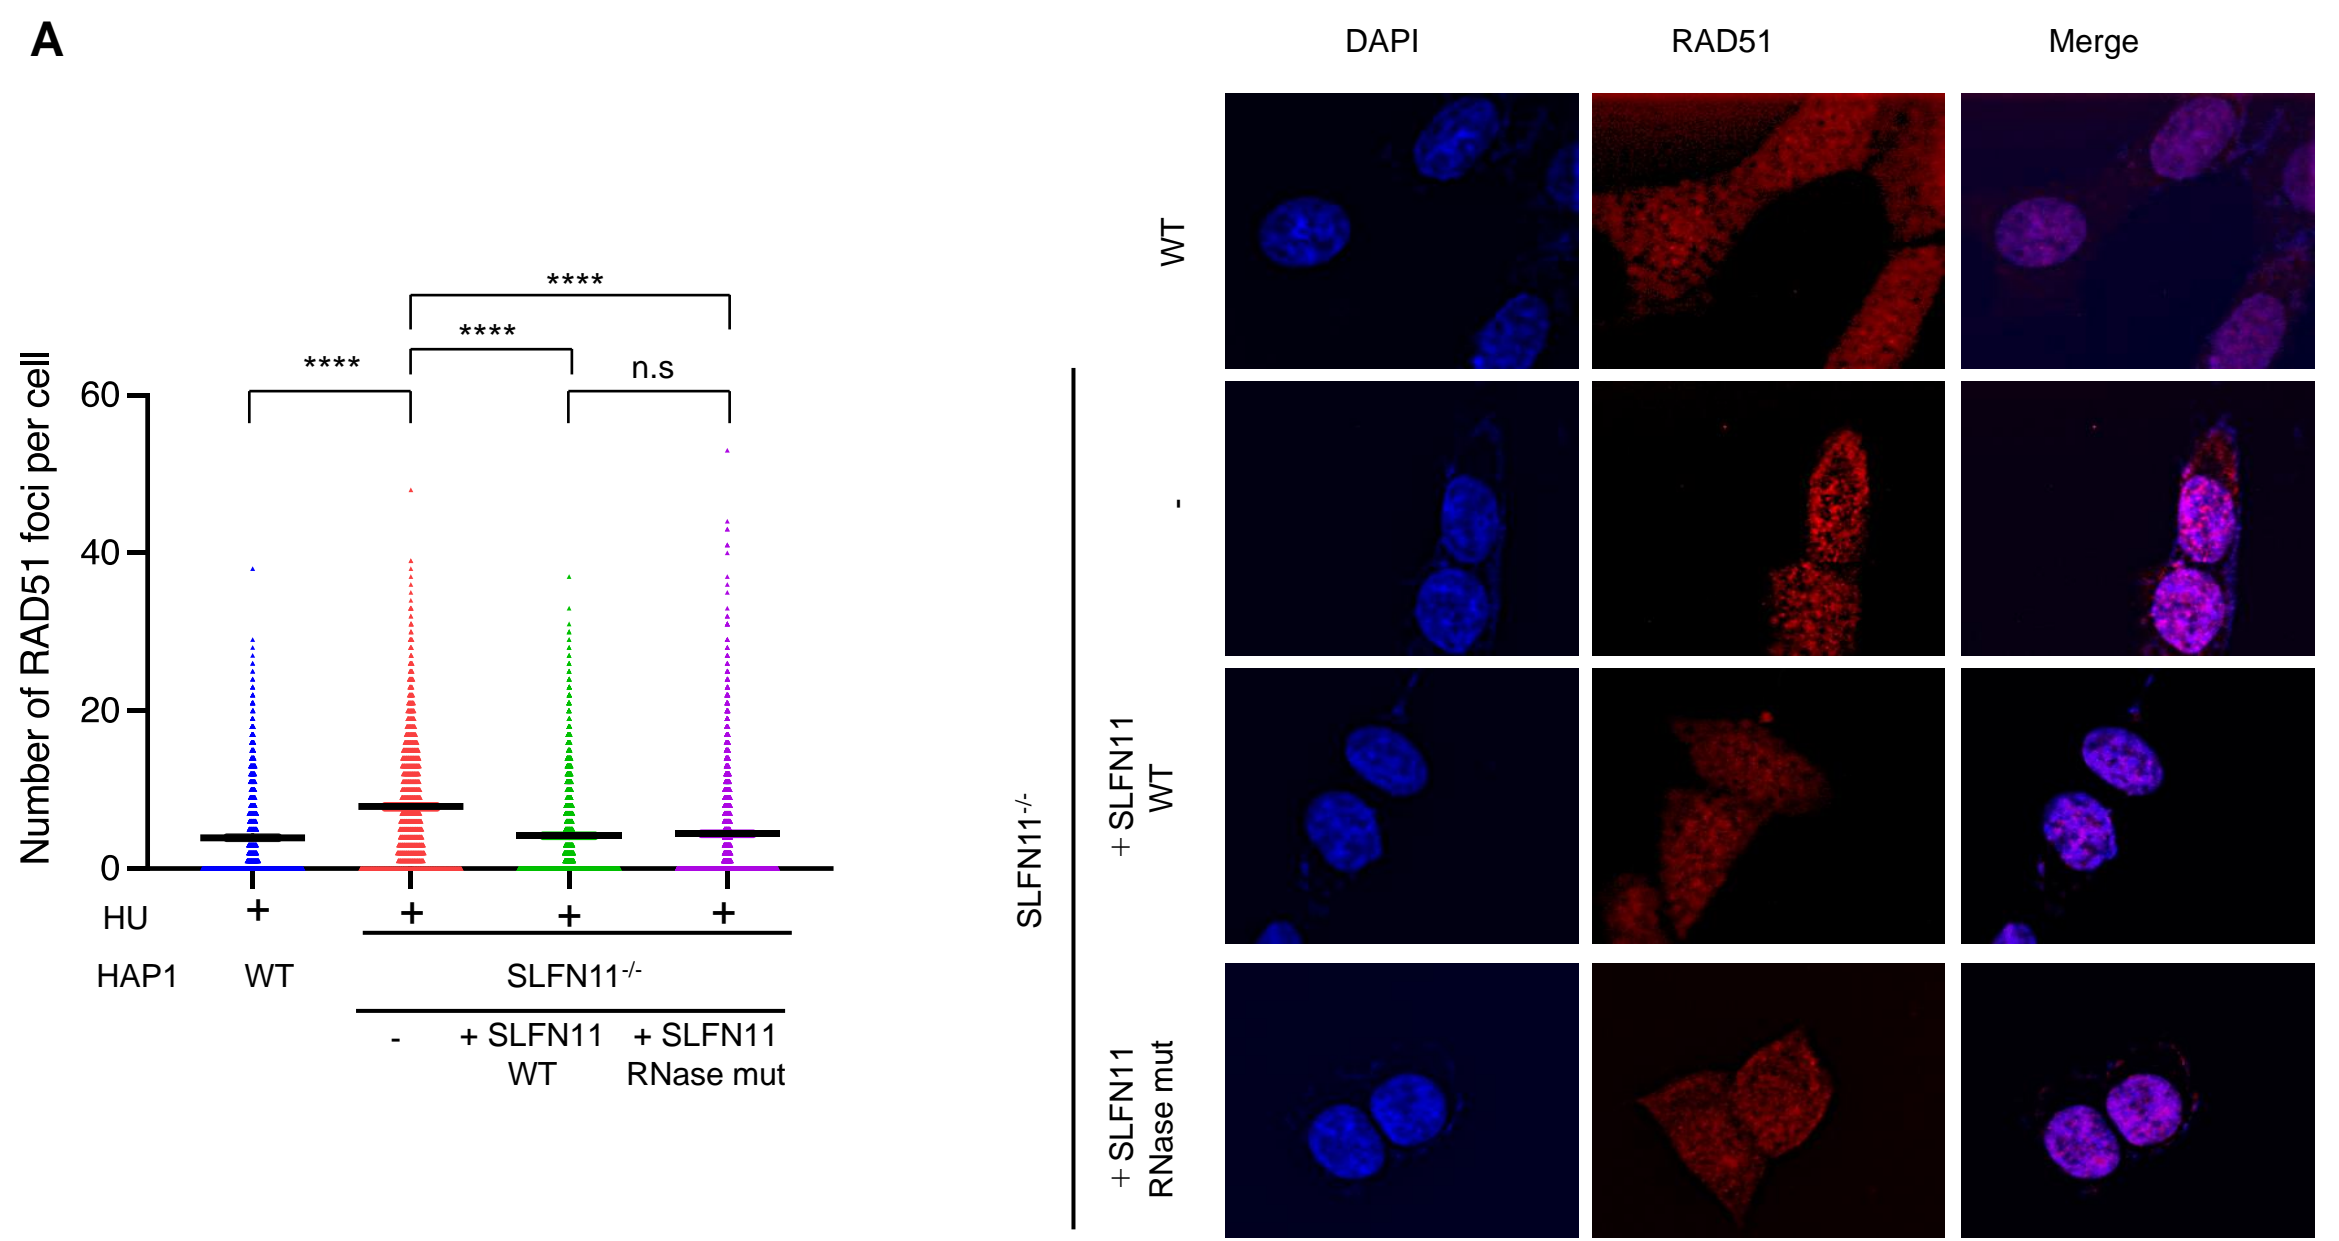 A
DAPI
RAD51
Merge
****
****
****
n.s
Number of RAD51 foci per cell
60
40
20
0
HU
+
+
+
+
HAP1
WT
SLFN11-/-
-
+ SLFN11
WT
+ SLFN11
RNase mut
WT
SLFN11-/-
-
+SLFN11
WT
+SLFN11
RNase mut